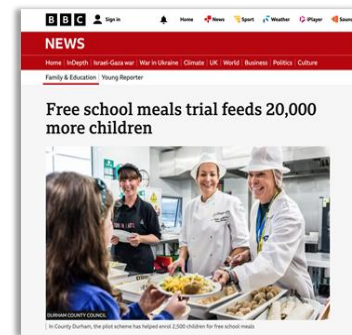 BBC Sign in Home News Sport Weather iPlayer Sounds
NEWS
Home InDepth Israel-Gaza war War in Ukraine Climate UK World Business Politics Culture
Family & Education Young Reporter
Free school meals trial feeds 20,000
more children
DURHAM COUNTY COUNCIL
In County Durham, the pilot scheme has helped enrol 2,500 children for free school meals